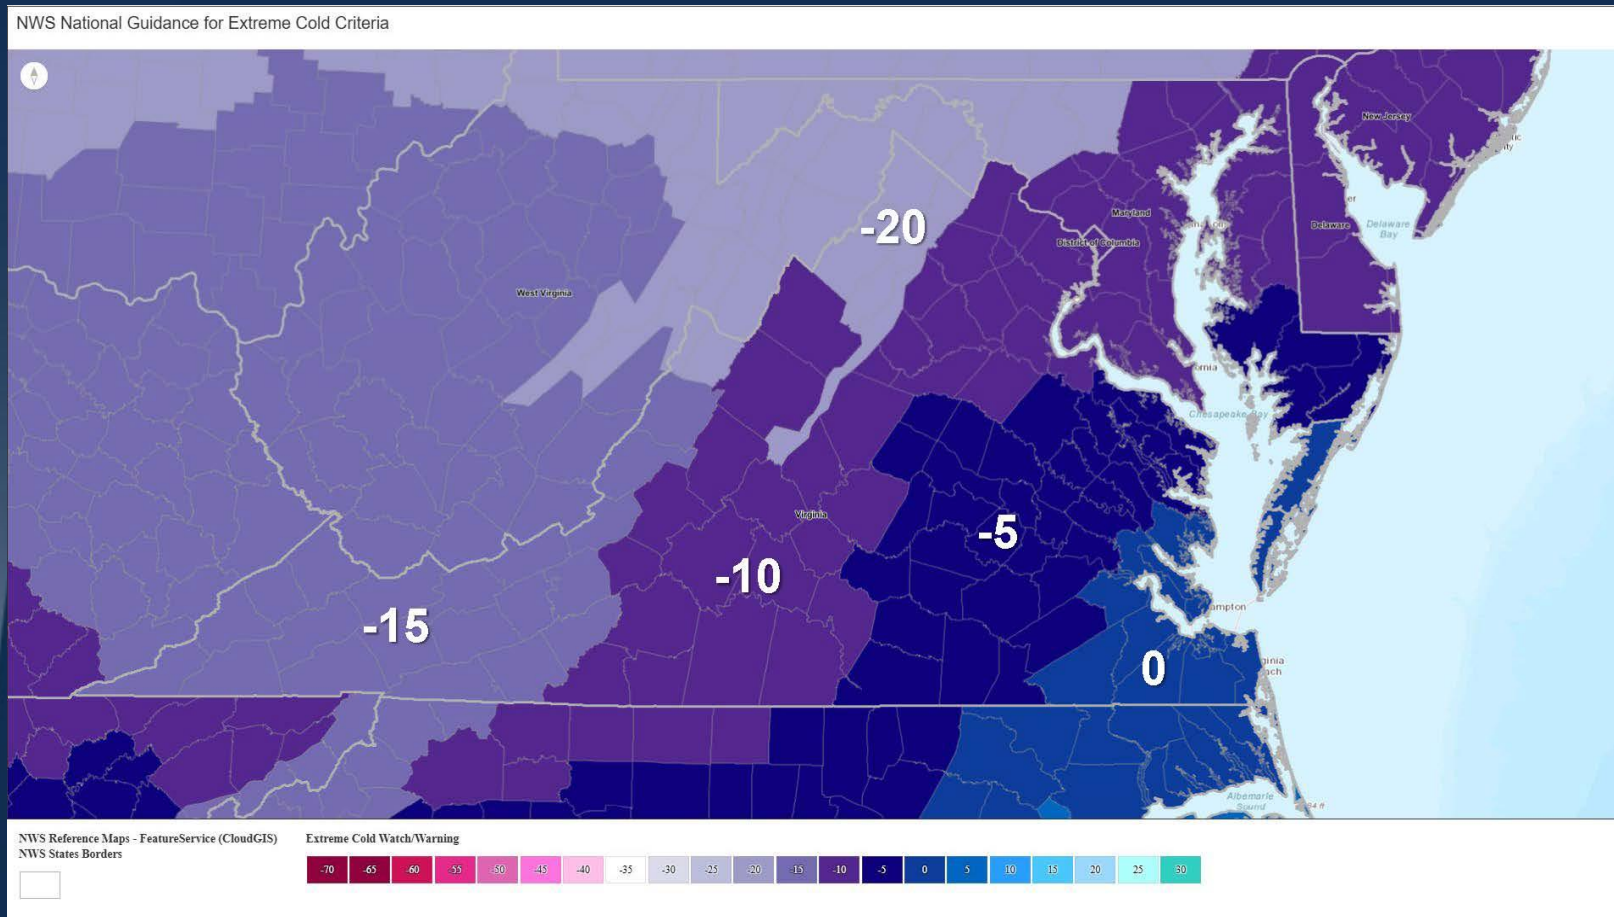 NWS National Guidance for Extreme Cold Criteria
New Jersey
-20
Maryland
Delaware
Delaware
Bay
District of Columbia
West Virginia
Chesapeake Bay
Virginia
-5
-10
ampton
-15
0
ginia
ach
Albemarle
Sound
NWS Reference Maps - FeatureService (CloudGIS)
NWS States Borders
Extreme Cold Watch/Warning
-70 -65 -60 -55 -50 -45 -40 -35 -30 -25 -20 -15 -10 -5 0 5 10 15 20 25 30